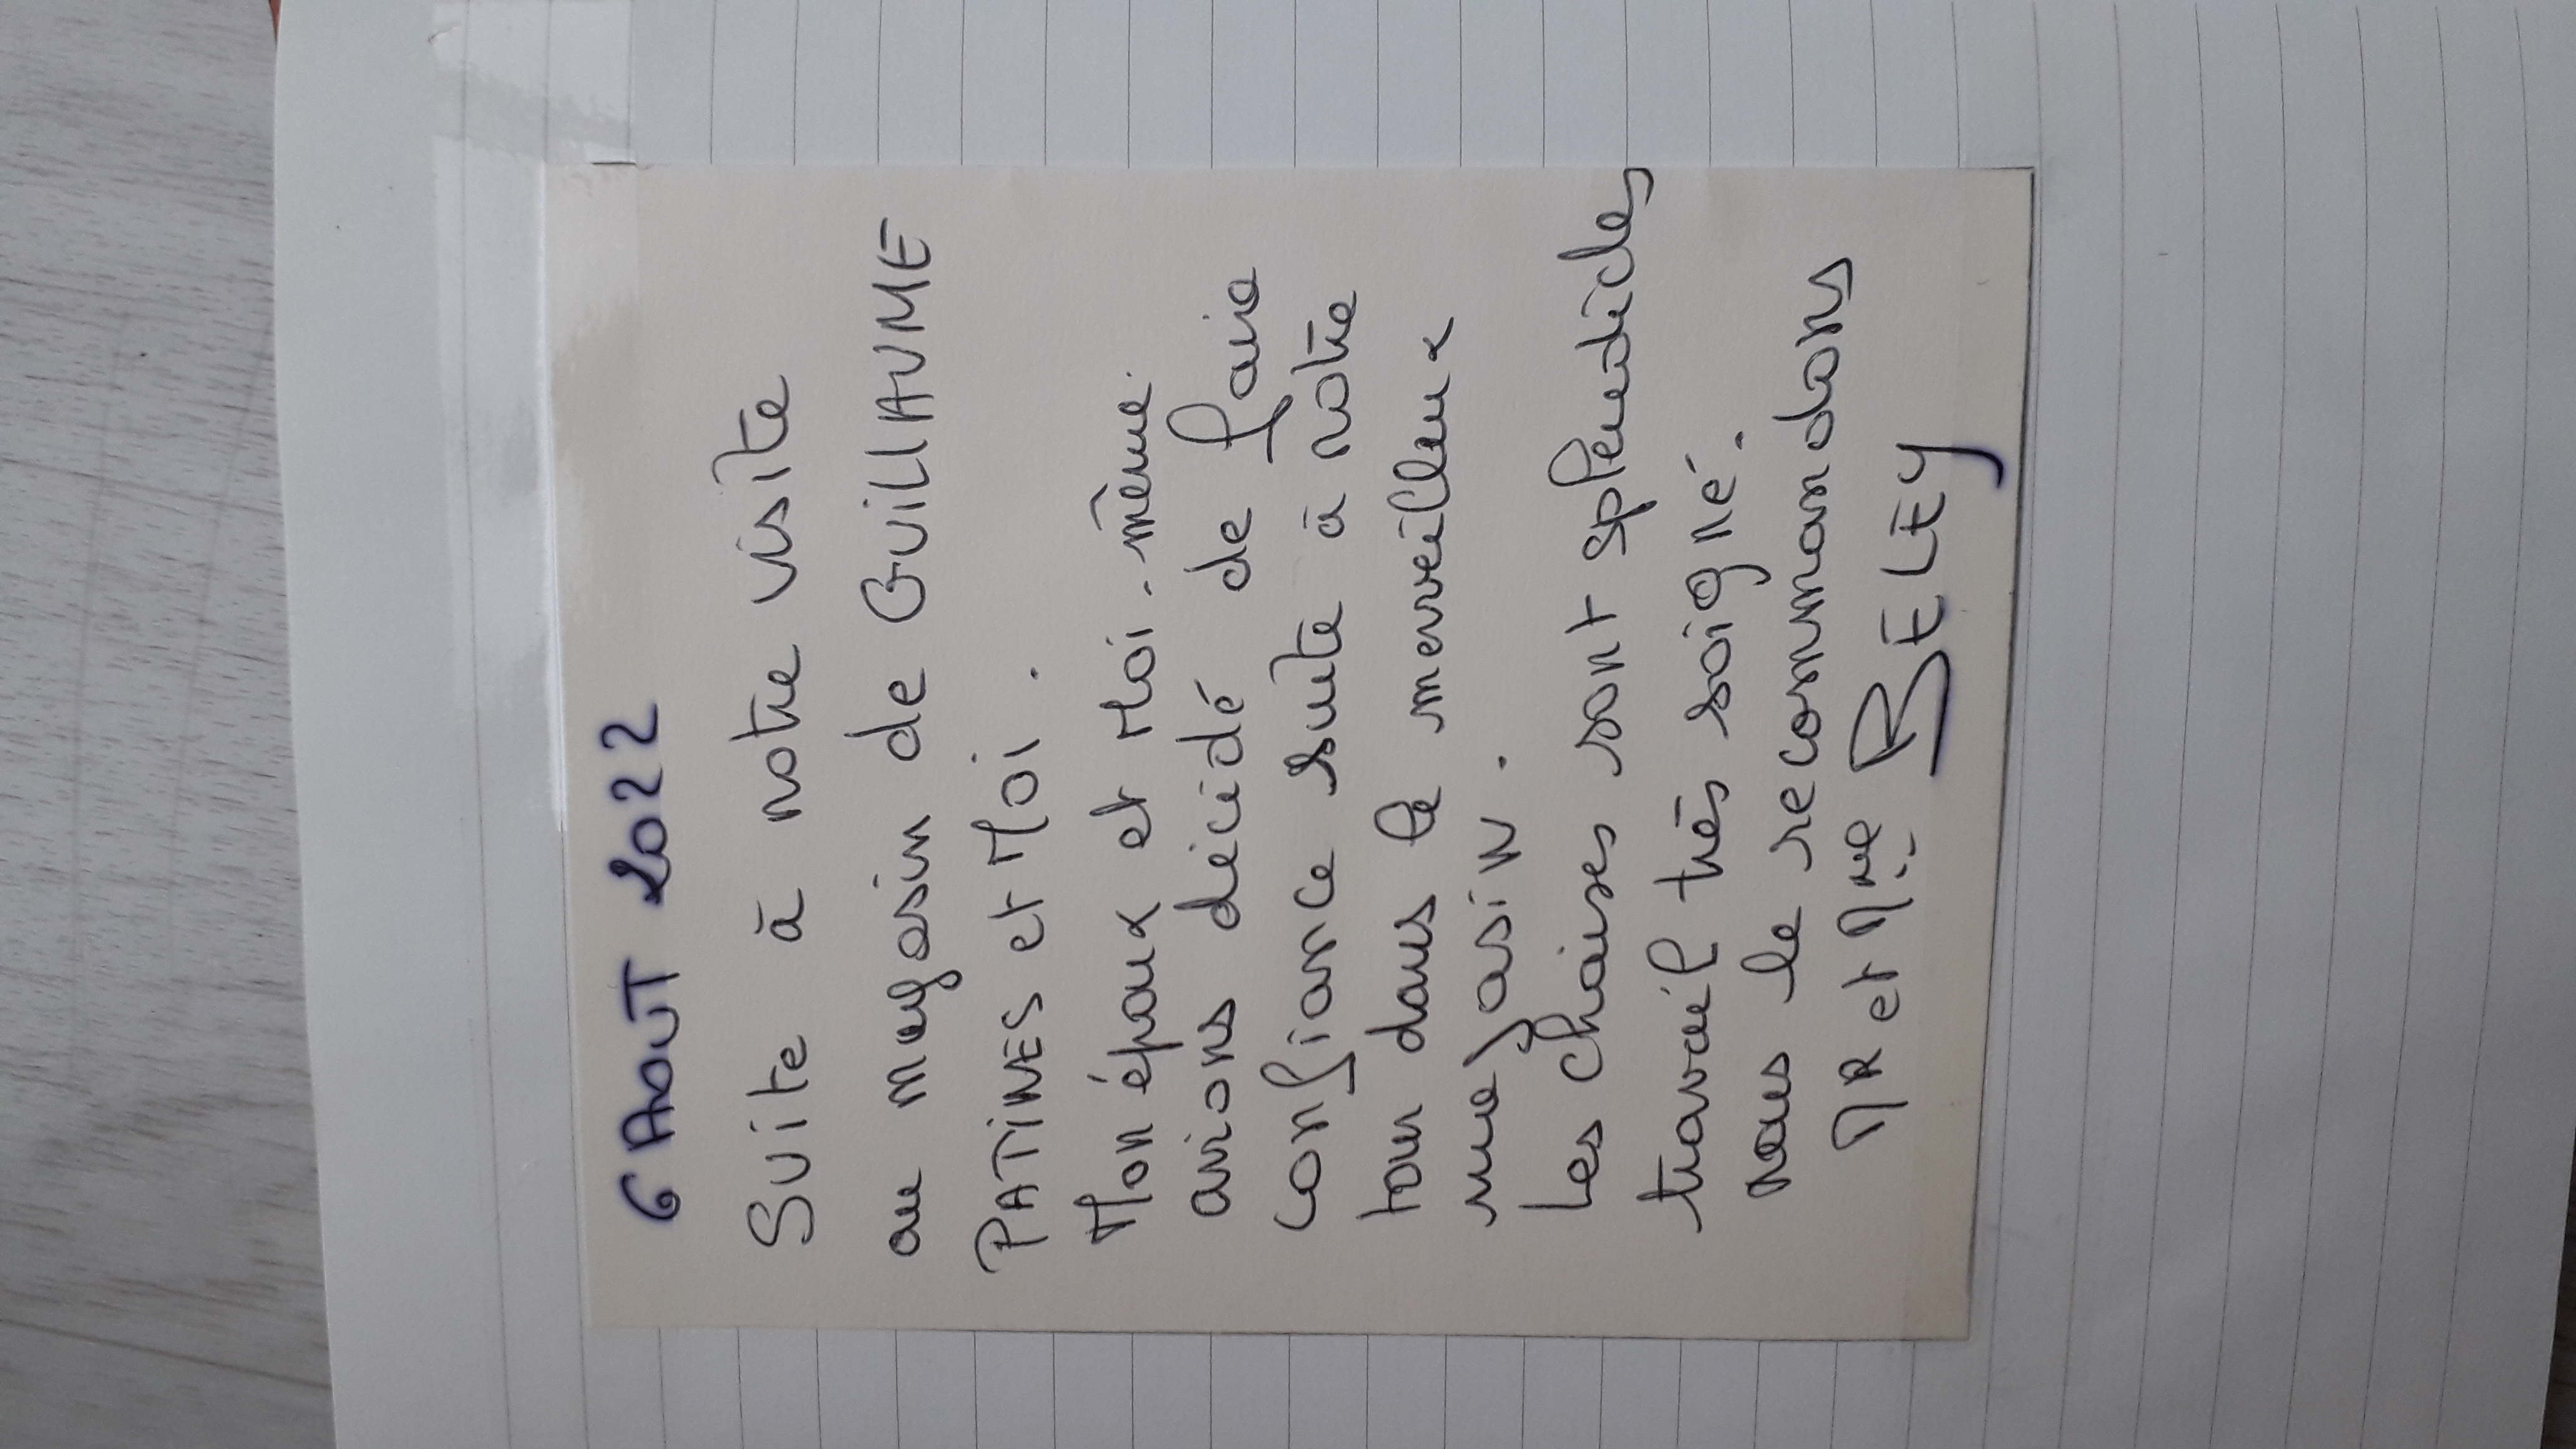 6 AOUT 2022
Suite à notre visite
au magasin de GUILLAUME
PATINES et Moi.
Mon époux et Moi-même
avions décidé de faire
confiance suite à notre
tour dans le merveilleux
magasin.
Les chaises sont splendides
travail très soigné.
nous le recommandons
MR et Mme BELEY